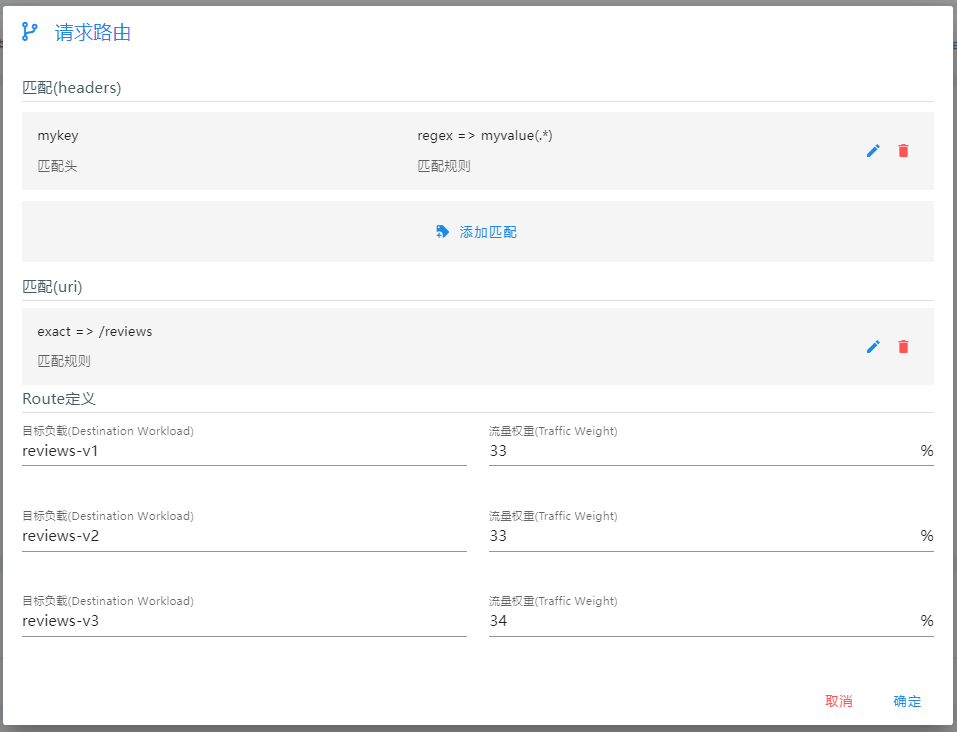 请求路由
匹配(headers)
mykey
regex => myvalue(.*)
匹配头
匹配规则
添加匹配
匹配(uri)
exact => /reviews
匹配规则
Route定义
目标负载(Destination Workload)
流量权重(Traffic Weight)
reviews-v1
33 %
目标负载(Destination Workload)
流量权重(Traffic Weight)
reviews-v2
33 %
目标负载(Destination Workload)
流量权重(Traffic Weight)
reviews-v3
34 %
取消
确定